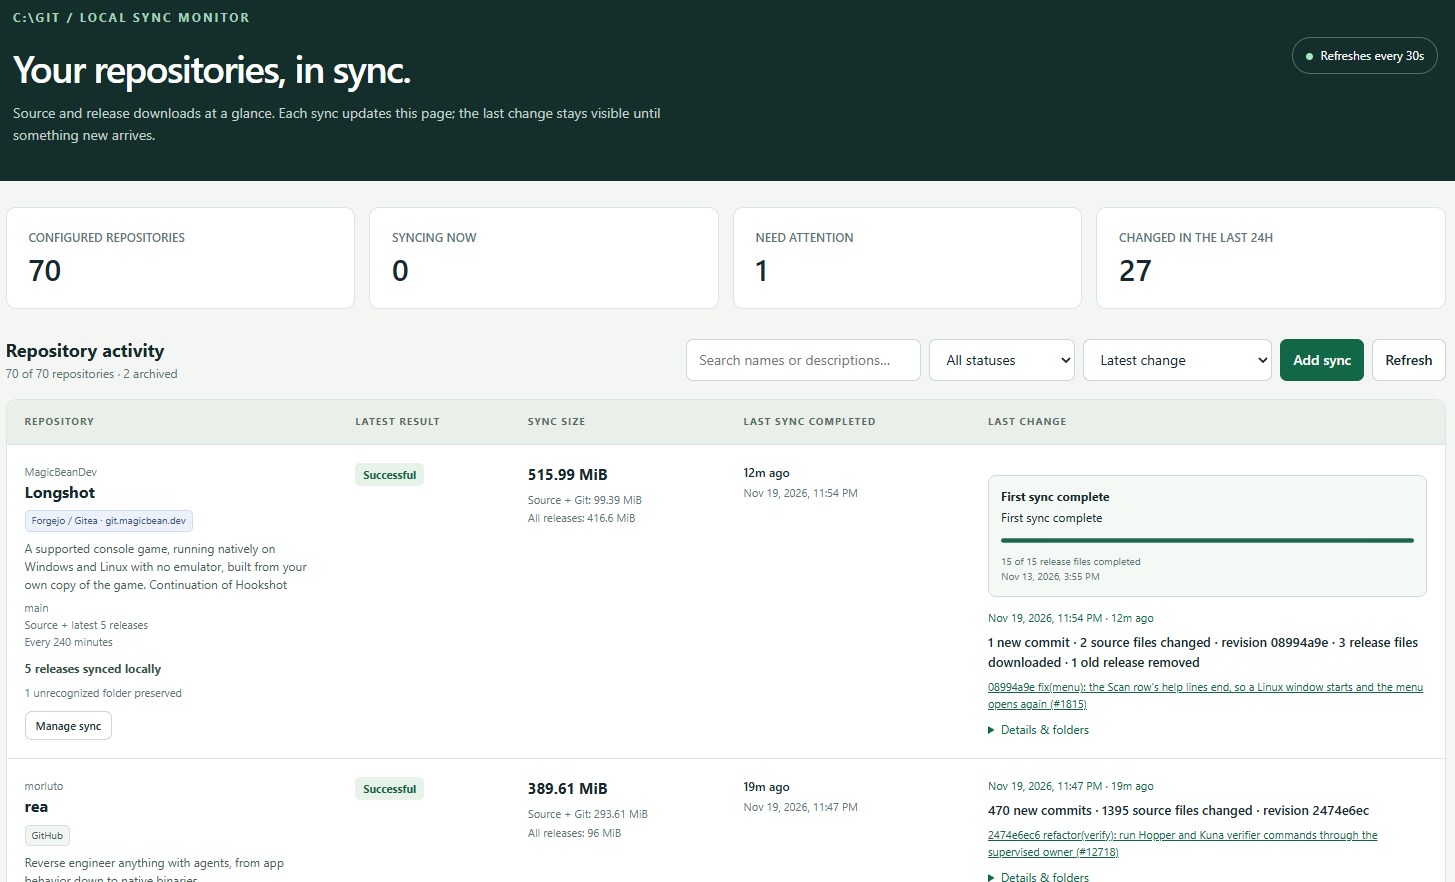 C:\GIT / LOCAL SYNC MONITOR
Your repositories, in sync.
Refreshes every 30s
Source and release downloads at a glance. Each sync updates this page; the last change stays visible until
something new arrives.
CONFIGURED REPOSITORIES
70
SYNCING NOW
0
NEED ATTENTION
1
CHANGED IN THE LAST 24H
27
Repository activity
70 of 70 repositories · 2 archived
Search names or descriptions...
All statuses
Latest change
Add sync
Refresh
REPOSITORY
LATEST RESULT
SYNC SIZE
LAST SYNC COMPLETED
LAST CHANGE
MagicBeanDev
Longshot
Forgejo / Gitea · git.magicbean.dev
A supported console game, running natively on
Windows and Linux with no emulator, built from your
own copy of the game. Continuation of Hookshot
main
Source + latest 5 releases
Every 240 minutes
5 releases synced locally
1 unrecognized folder preserved
Manage sync
Successful
515.99 MiB
Source + Git: 99.39 MiB
All releases: 416.6 MiB
12m ago
Nov 19, 2026, 11:54 PM
First sync complete
First sync complete
15 of 15 release files completed
Nov 13, 2026, 3:55 PM
Nov 19, 2026, 11:54 PM · 12m ago
1 new commit · 2 source files changed · revision 08994a9e · 3 release files
downloaded · 1 old release removed
08994a9e fix(menu): the Scan row's help lines end, so a Linux window starts and the menu
opens again (#1815)
Details & folders
morluto
rea
GitHub
Reverse engineer anything with agents, from app
behavior down to native binaries.
Successful
389.61 MiB
Source + Git: 293.61 MiB
All releases: 96 MiB
19m ago
Nov 19, 2026, 11:47 PM
Nov 19, 2026, 11:47 PM · 19m ago
470 new commits · 1395 source files changed · revision 2474e6ec
2474e6ec6 refactor(verify): run Hopper and Kuna verifier commands through the
supervised owner (#12718)
Details & folders